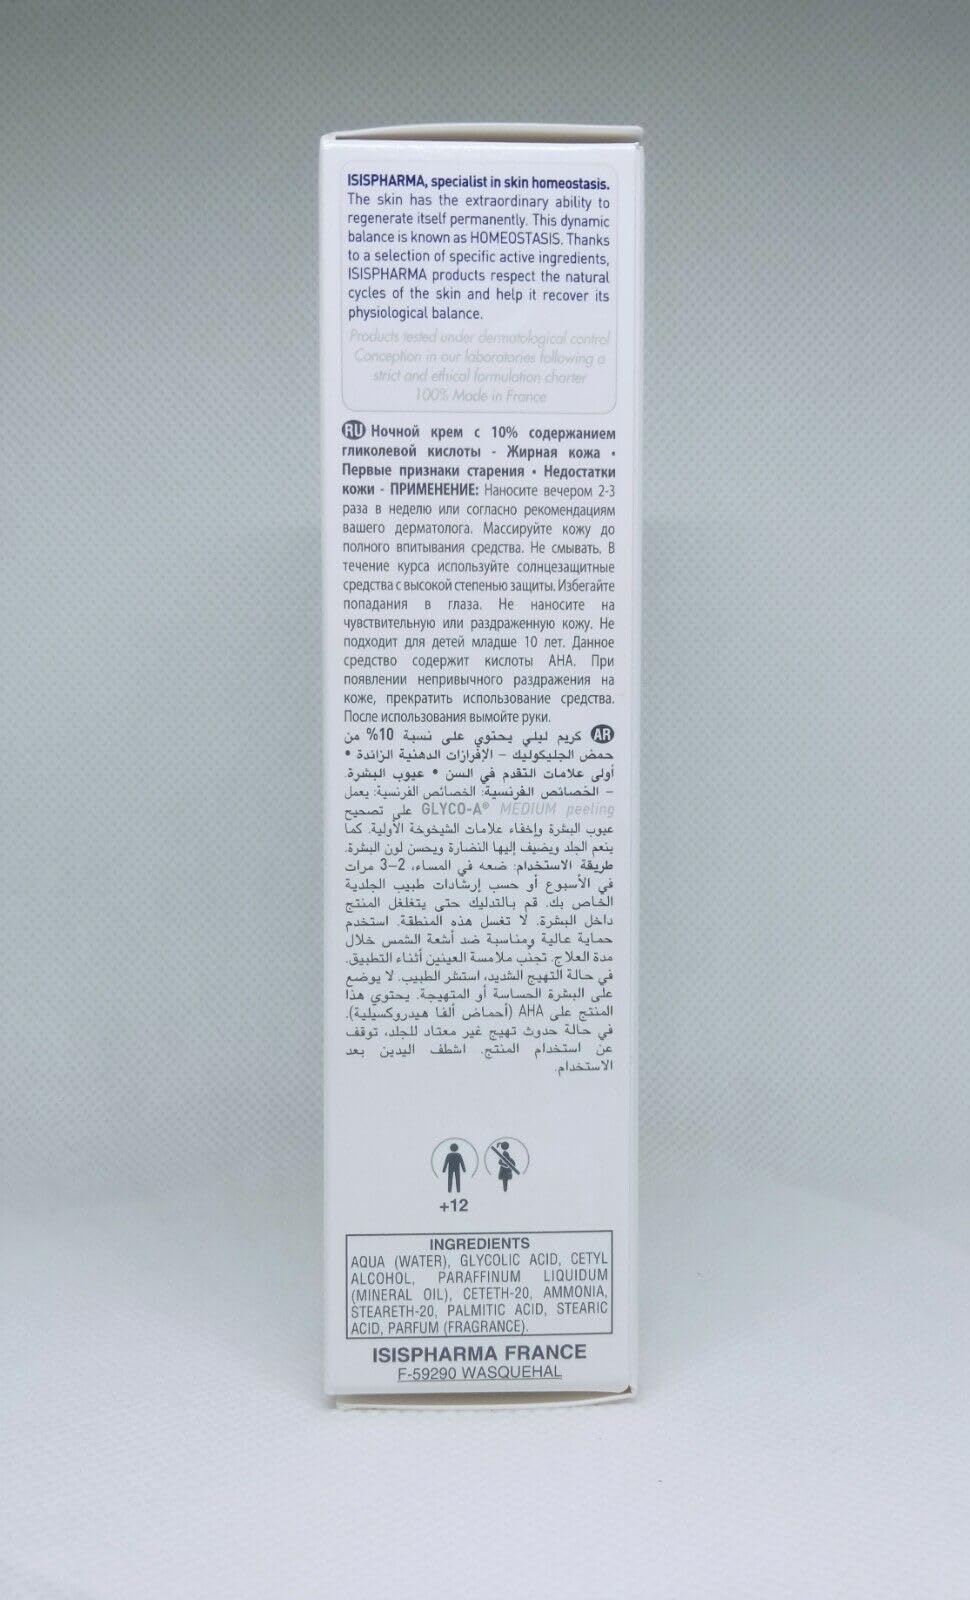 ISISPHARMA, specialist in skin homeostasis.
The skin has the extraordinary ability to
regenerate itself permanently. This dynamic
balance is known as HOMEOSTASIS. Thanks
to a selection of specific active ingredients,
ISISPHARMA products respect the natural
cycles of the skin and help it recover its
physiological balance.
Products tested under dermatological control
Conception in our laboratories following a
strict and ethical formulation charter
100% Made in France
RU Ночной крем с 10% содержанием
гликолевой кислоты - Жирная кожа •
Первые признаки старения • Недостатки
кожи - ПРИМЕНЕНИЕ: Наносите вечером 2-3
раза в неделю или согласно рекомендациям
вашего дерматолога. Массируйте кожу до
полного впитывания средства. Не смывать. В
течение курса используйте солнцезащитные
средства с высокой степенью защиты. Избегайте
попадания в глаза. Не наносите на
чувствительную или раздраженную кожу. Не
подходит для детей младше 10 лет. Данное
средство содержит кислоты AHA. При
появлении непривычного раздражения на
коже, прекратить использование средства.
После использования вымойте руки.
AR كريم ليلي يحتوي على نسبة 10% من
حمض الجليكوليك – الإفرازات الدهنية الزائدة •
أولى علامات التقدم في السن • عيوب البشرة.
– الخصائص الفرنسية: الخصائص الفرنسية: يعمل
GLYCO-A® MEDIUM peeling على تصحيح
عيوب البشرة وإخفاء علامات الشيخوخة الأولية. كما
ينعم الجلد ويضيف إليها النضارة ويحسن لون البشرة.
طريقة الاستخدام: ضعه في المساء، 2–3 مرات
في الأسبوع أو حسب إرشادات طبيب الجلدية
الخاص بك. قم بالتدليك حتى يتغلغل المنتج
داخل البشرة. لا تغسل هذه المنطقة. استخدم
حماية عالية ومناسبة ضد أشعة الشمس خلال
مدة العلاج. تجنّب ملامسة العينين أثناء التطبيق.
في حالة التهيج الشديد، استشر الطبيب. لا يوضع
على البشرة الحساسة أو المتهيجة. يحتوي هذا
المنتج على AHA (أحماض ألفا هيدروكسيلية).
في حالة حدوث تهيج غير معتاد للجلد، توقف
عن استخدام المنتج. اشطف اليدين بعد
الاستخدام.
+12
INGREDIENTS
AQUA (WATER), GLYCOLIC ACID, CETYL
ALCOHOL, PARAFFINUM LIQUIDUM
(MINERAL OIL), CETETH-20, AMMONIA,
STEARETH-20, PALMITIC ACID, STEARIC
ACID, PARFUM (FRAGRANCE).
ISISPHARMA FRANCE
F-59290 WASQUEHAL